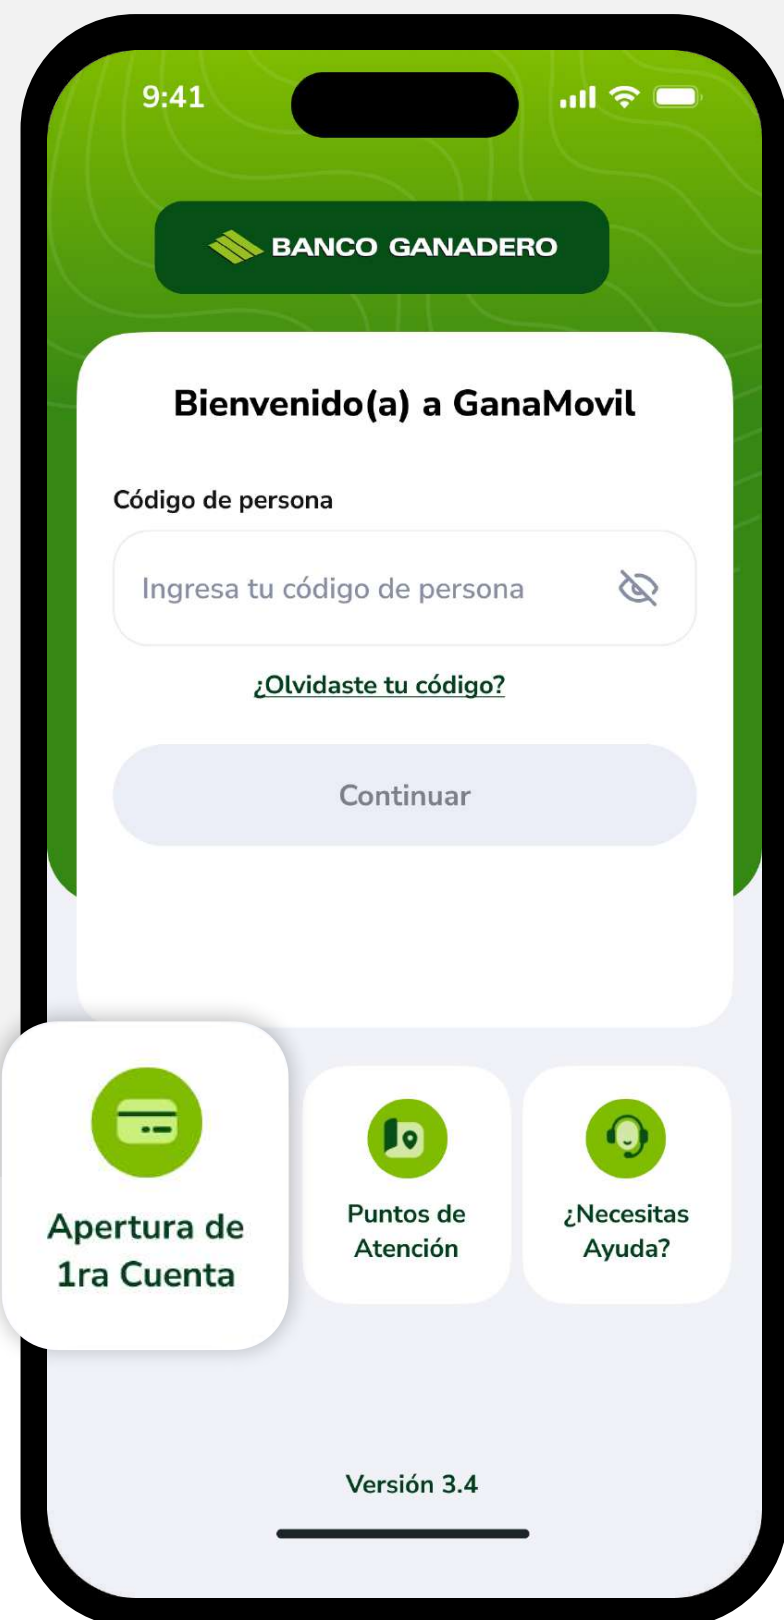 9:41
BANCO GANADERO
Bienvenido(a) a GanaMovil
Código de persona
Ingresa tu código de persona
¿Olvidaste tu código?
Continuar
Apertura de
1ra Cuenta
Puntos de
Atención
¿Necesitas
Ayuda?
Versión 3.4